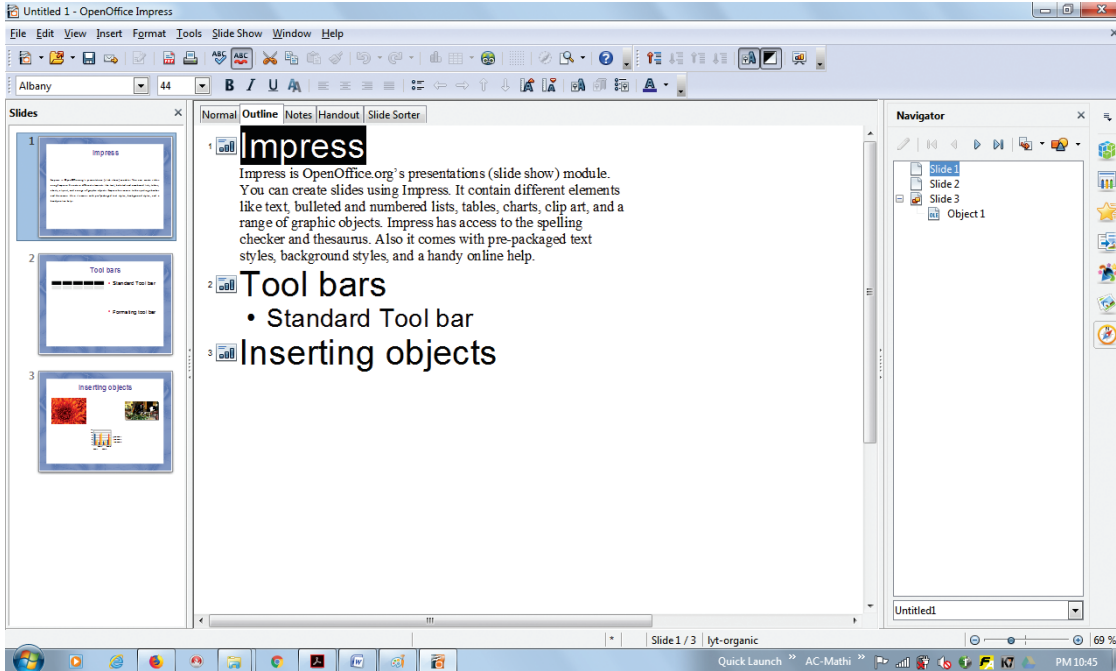 Untitled 1 - OpenOffice Impress
File Edit View Insert Format Tools Slide Show Window Help
Albany 44
Slides
Normal Outline Notes Handout Slide Sorter
Navigator
1
Impress
2
Tool bars
• Standard Tool bar
• Formating tool bar
3
Inserting objects
1 Impress
Impress is OpenOffice.org's presentations (slide show) module.
You can create slides using Impress. It contain different elements
like text, bulleted and numbered lists, tables, charts, clip art, and a
range of graphic objects. Impress has access to the spelling
checker and thesaurus. Also it comes with pre-packaged text
styles, background styles, and a handy online help.
2 Tool bars
• Standard Tool bar
3 Inserting objects
Slide 1
Slide 2
Slide 3
Object 1
Untitled1
* Slide 1 / 3 lyt-organic 69 %
Quick Launch » AC-Mathi » PM 10:45